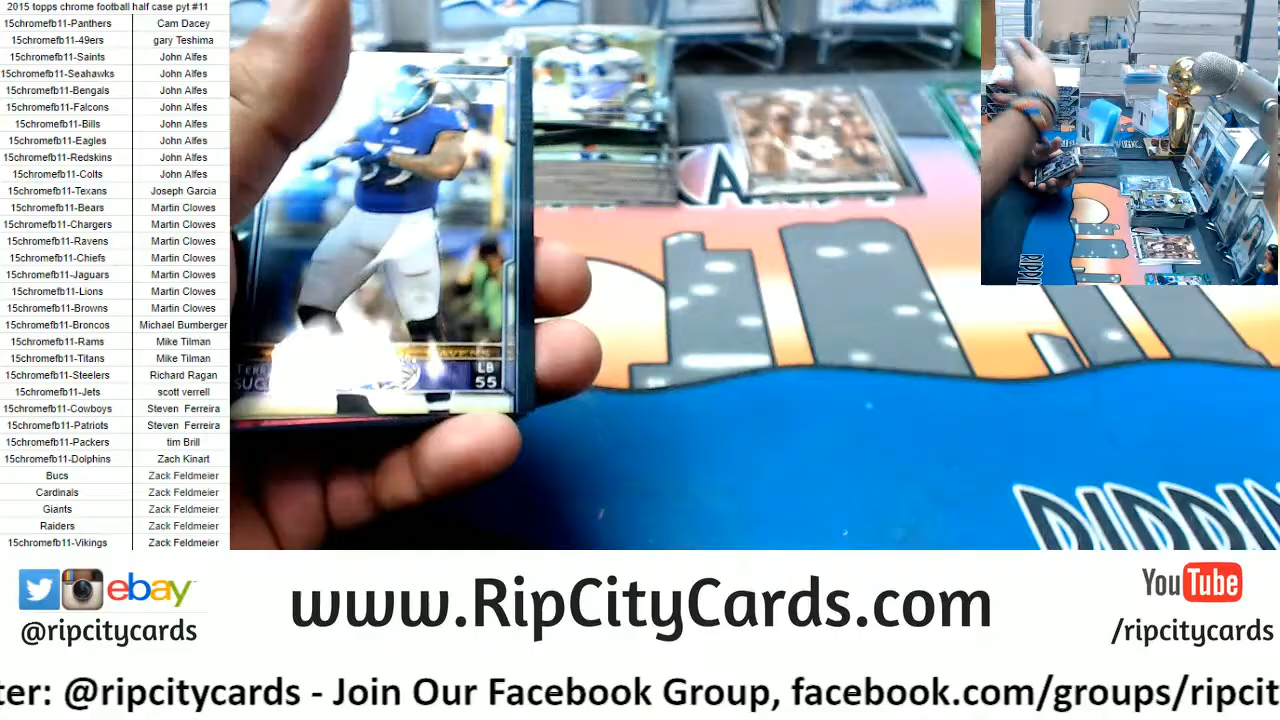 2015 topps chrome football half case pyt #11
15chromefb11-Panthers Cam Dacey
15chromefb11-49ers gary Teshima
15chromefb11-Saints John Alfes
15chromefb11-Seahawks John Alfes
15chromefb11-Bengals John Alfes
15chromefb11-Falcons John Alfes
15chromefb11-Bills John Alfes
15chromefb11-Eagles John Alfes
15chromefb11-Redskins John Alfes
15chromefb11-Colts John Alfes
15chromefb11-Texans Joseph Garcia
15chromefb11-Bears Martin Clowes
15chromefb11-Chargers Martin Clowes
15chromefb11-Ravens Martin Clowes
15chromefb11-Chiefs Martin Clowes
15chromefb11-Jaguars Martin Clowes
15chromefb11-Lions Martin Clowes
15chromefb11-Browns Martin Clowes
15chromefb11-Broncos Michael Bumberger
15chromefb11-Rams Mike Tilman
15chromefb11-Titans Mike Tilman
15chromefb11-Steelers Richard Ragan
15chromefb11-Jets scott verrell
15chromefb11-Cowboys Steven Ferreira
15chromefb11-Patriots Steven Ferreira
15chromefb11-Packers tim Brill
15chromefb11-Dolphins Zach Kinart
Bucs Zack Feldmeier
Cardinals Zack Feldmeier
Giants Zack Feldmeier
Raiders Zack Feldmeier
15chromefb11-Vikings Zack Feldmeier
LB
55
RIPPIN
ebay
@ripcitycards
www.RipCityCards.com
YouTube
/ripcitycards
ter: @ripcitycards - Join Our Facebook Group, facebook.com/groups/ripcit